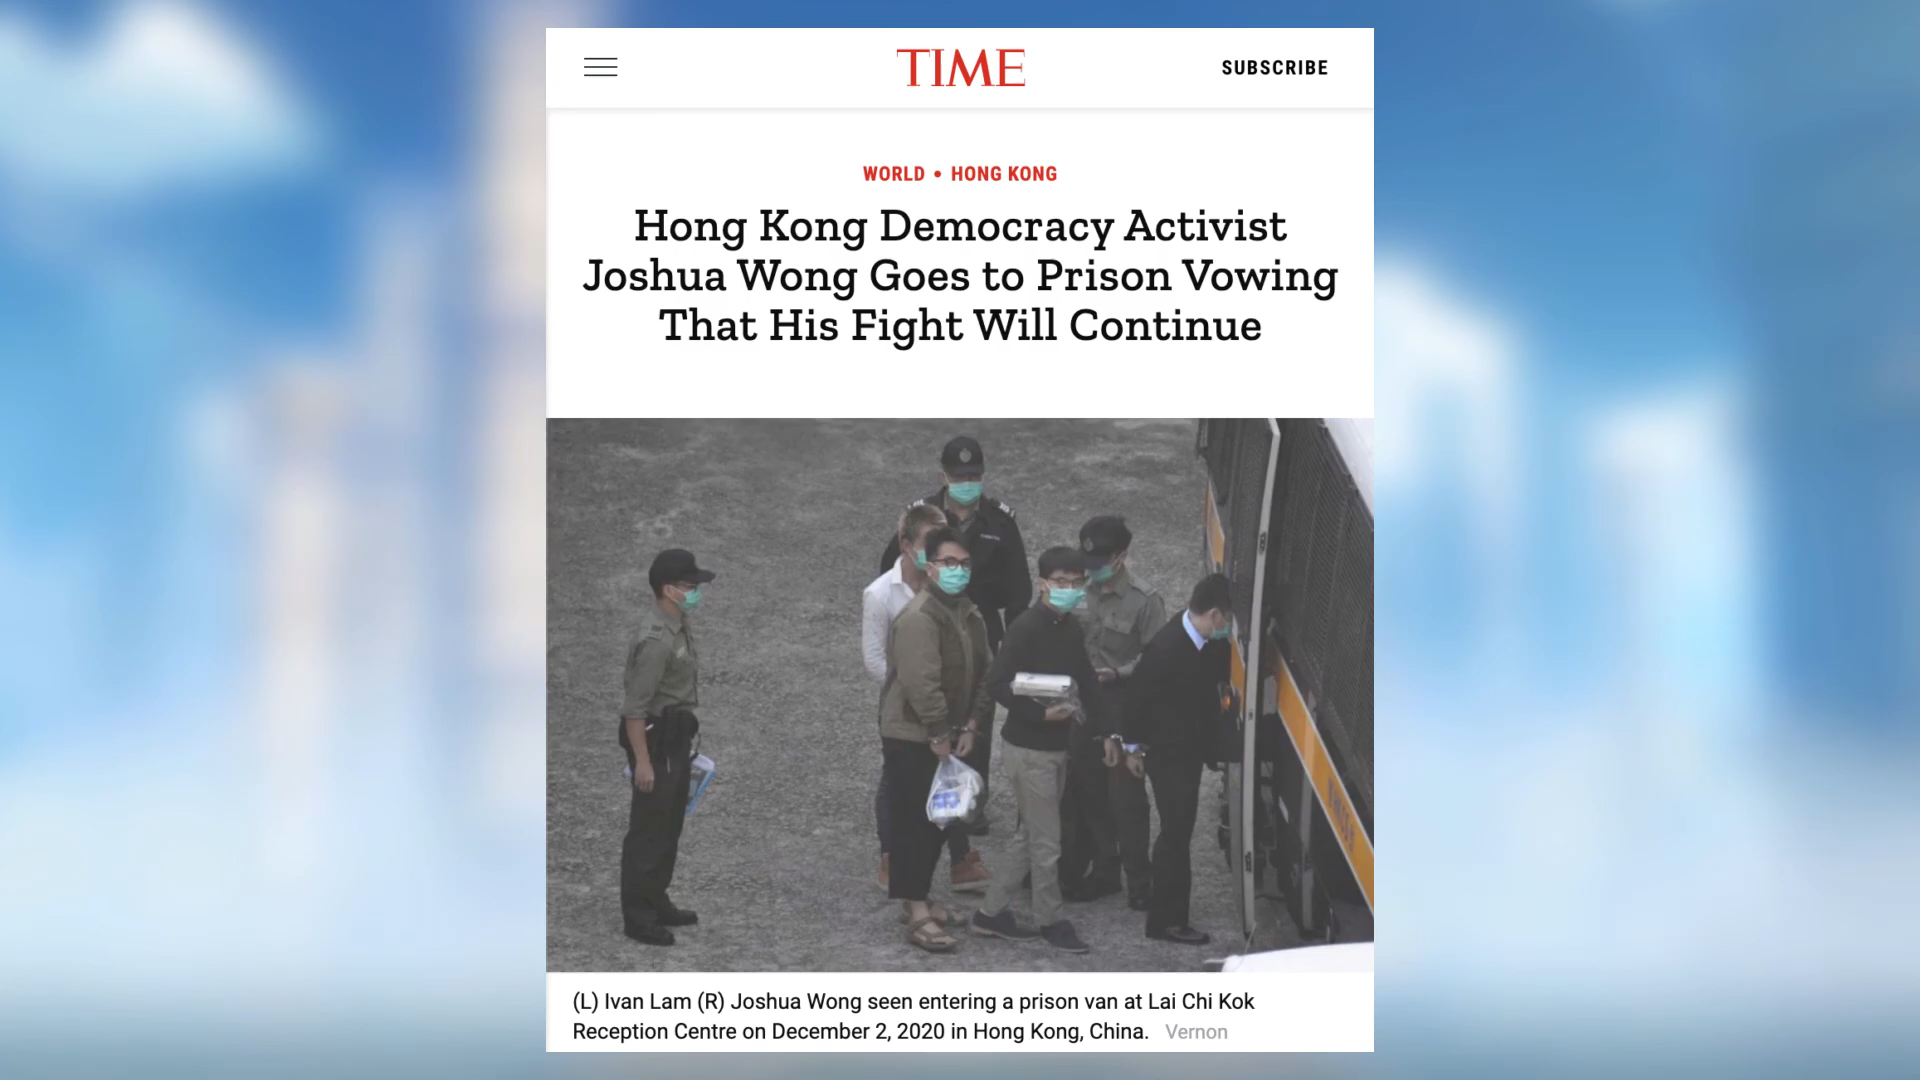 TIME
SUBSCRIBE
WORLD • HONG KONG
Hong Kong Democracy Activist
Joshua Wong Goes to Prison Vowing
That His Fight Will Continue
(L) Ivan Lam (R) Joshua Wong seen entering a prison van at Lai Chi Kok
Reception Centre on December 2, 2020 in Hong Kong, China. Vernon